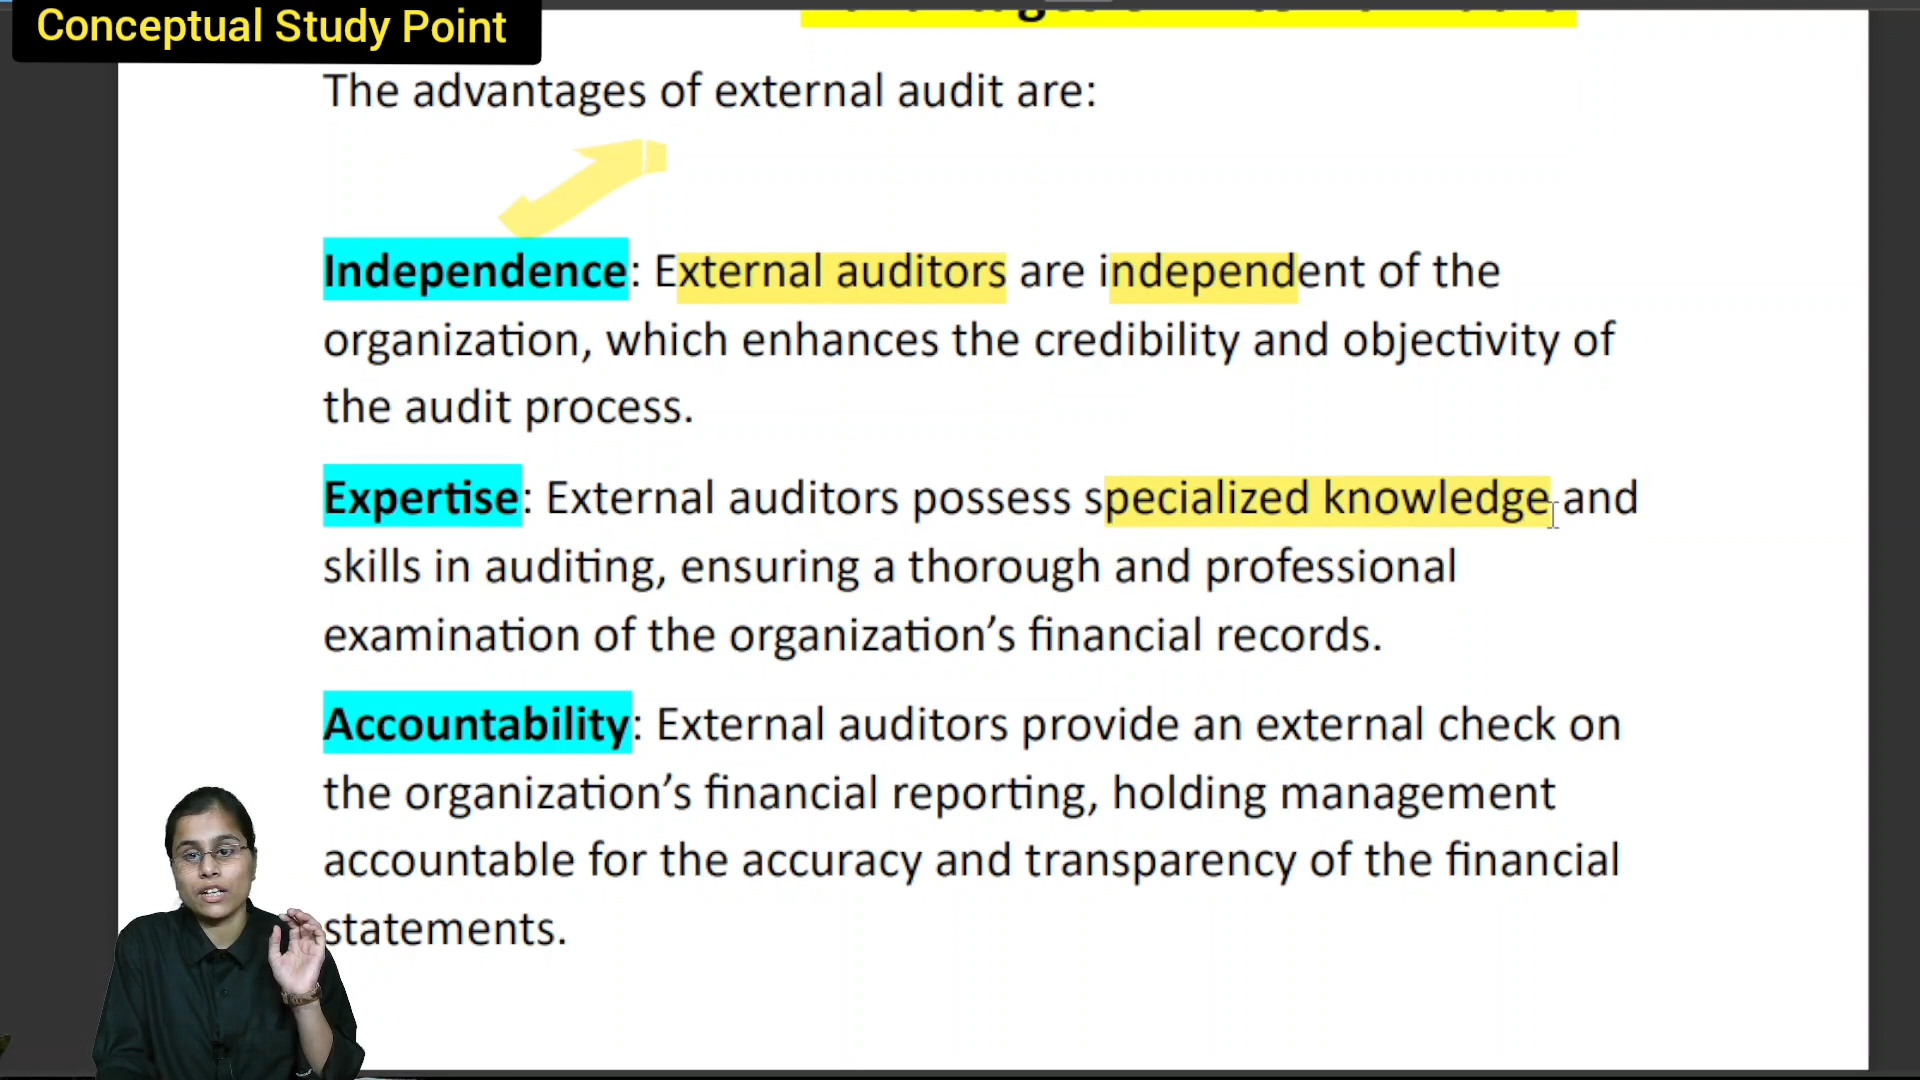 Conceptual Study Point
The advantages of external audit are:
Independence: External auditors are independent of the
organization, which enhances the credibility and objectivity of
the audit process.
Expertise: External auditors possess specialized knowledge and
skills in auditing, ensuring a thorough and professional
examination of the organization’s financial records.
Accountability: External auditors provide an external check on
the organization’s financial reporting, holding management
accountable for the accuracy and transparency of the financial
statements.